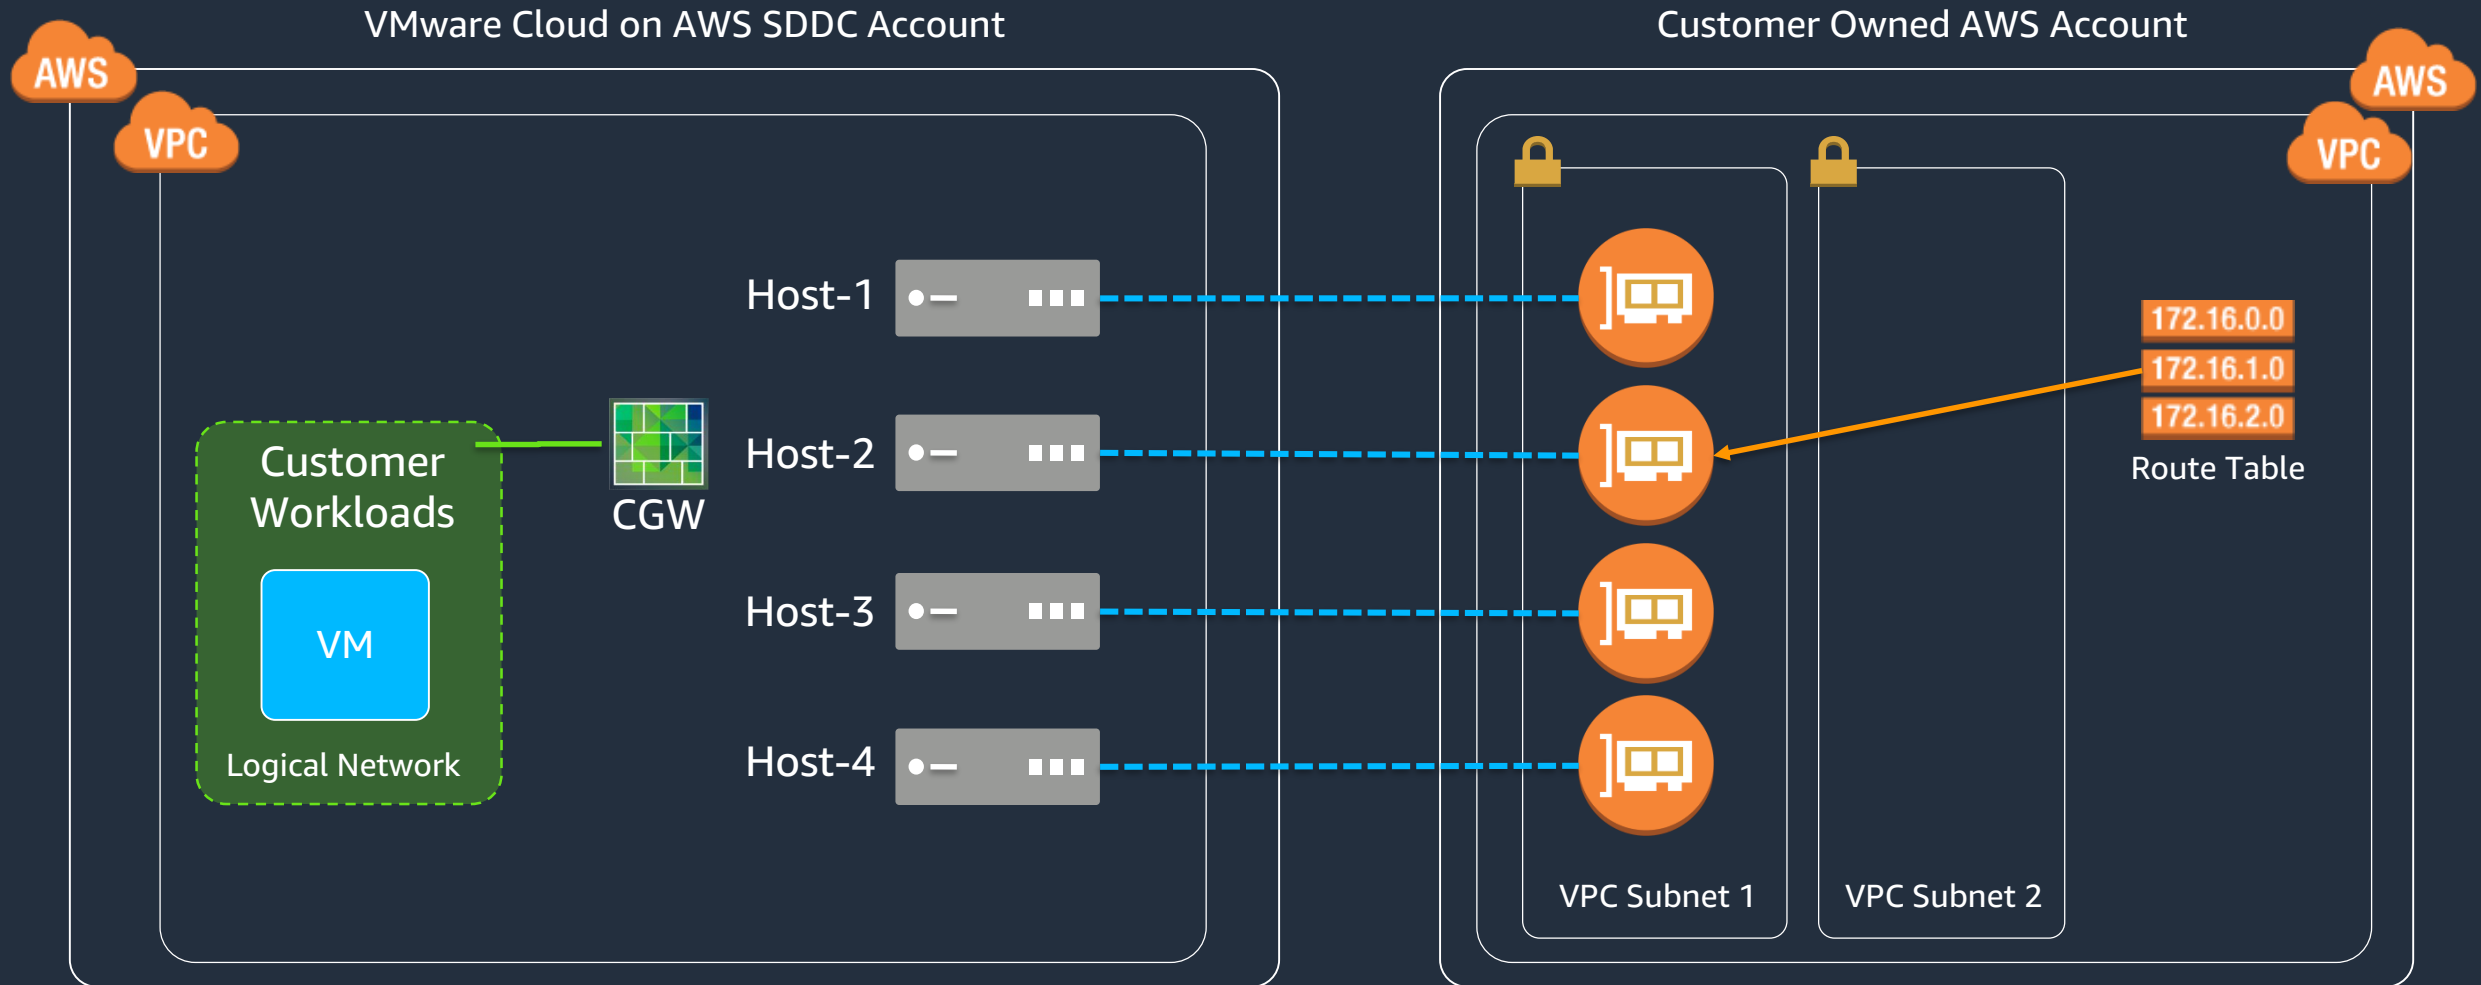 VMware Cloud on AWS SDDC Account
Customer Owned AWS Account
AWS
VPC
AWS
VPC
Host-1
Host-2
Host-3
Host-4
Customer
Workloads
VM
Logical Network
CGW
172.16.0.0
172.16.1.0
172.16.2.0
Route Table
VPC Subnet 1
VPC Subnet 2